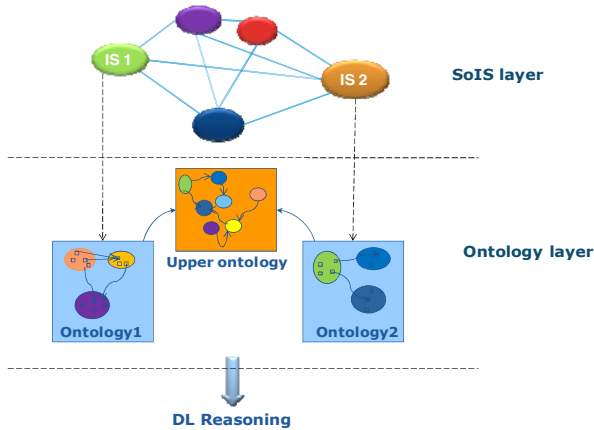 IS 1
IS 2
SoIS layer
Upper ontology
Ontology layer
Ontology1
Ontology2
DL Reasoning